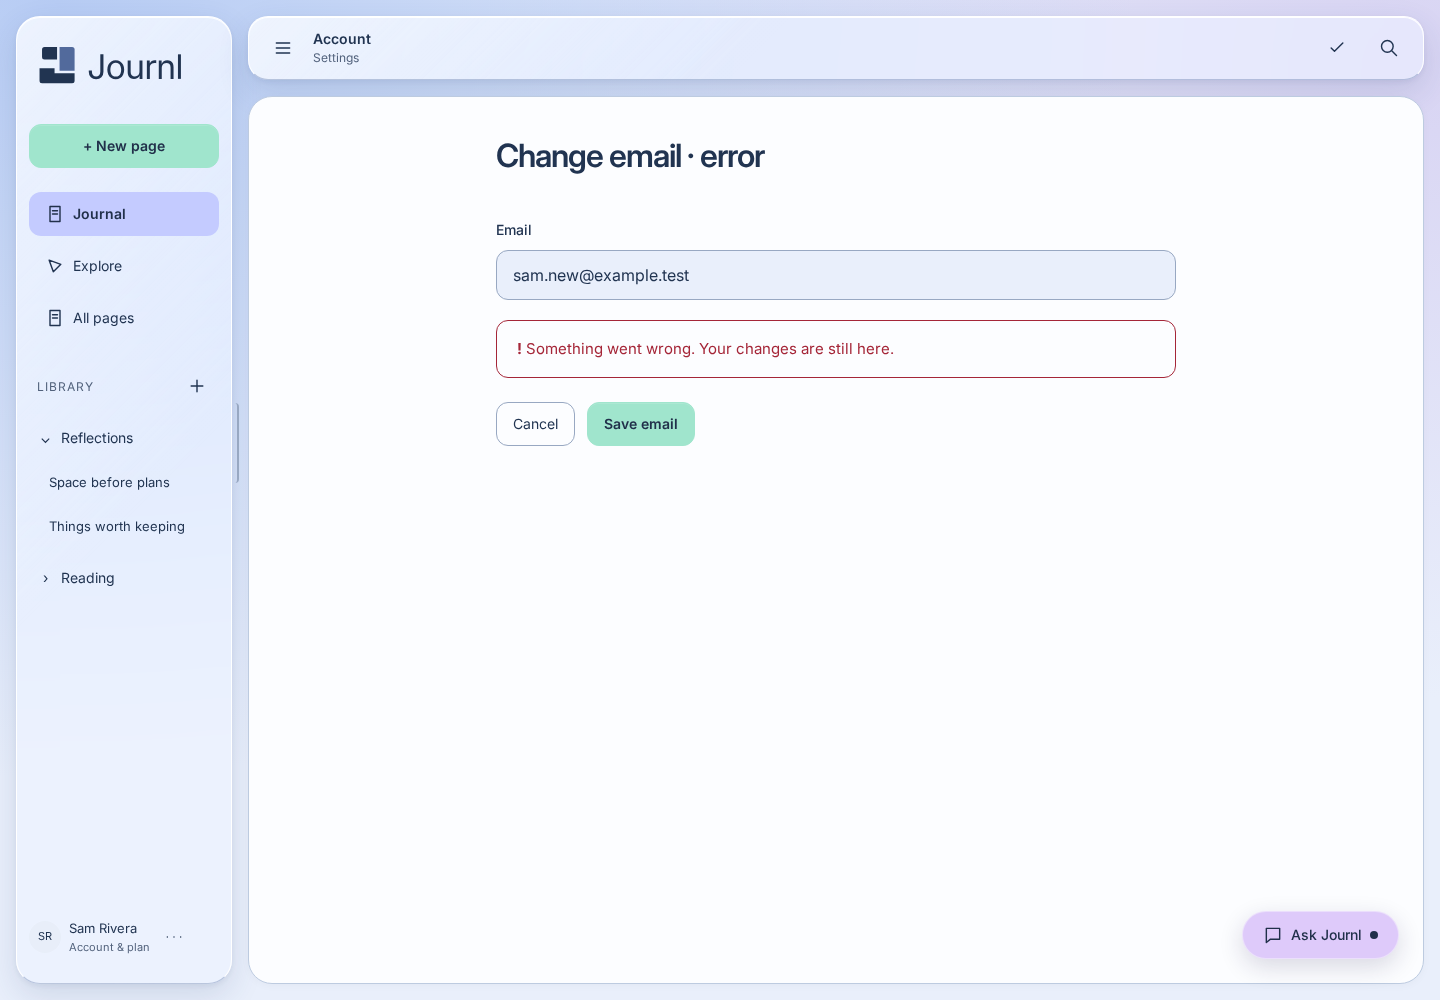 Journl
+ New page
Journal
Explore
All pages
LIBRARY
Reflections
Space before plans
Things worth keeping
Reading
SR
Sam Rivera
Account & plan
···
Account
Settings
Change email · error
Email
sam.new@example.test
! Something went wrong. Your changes are still here.
Cancel
Save email
Ask Journl